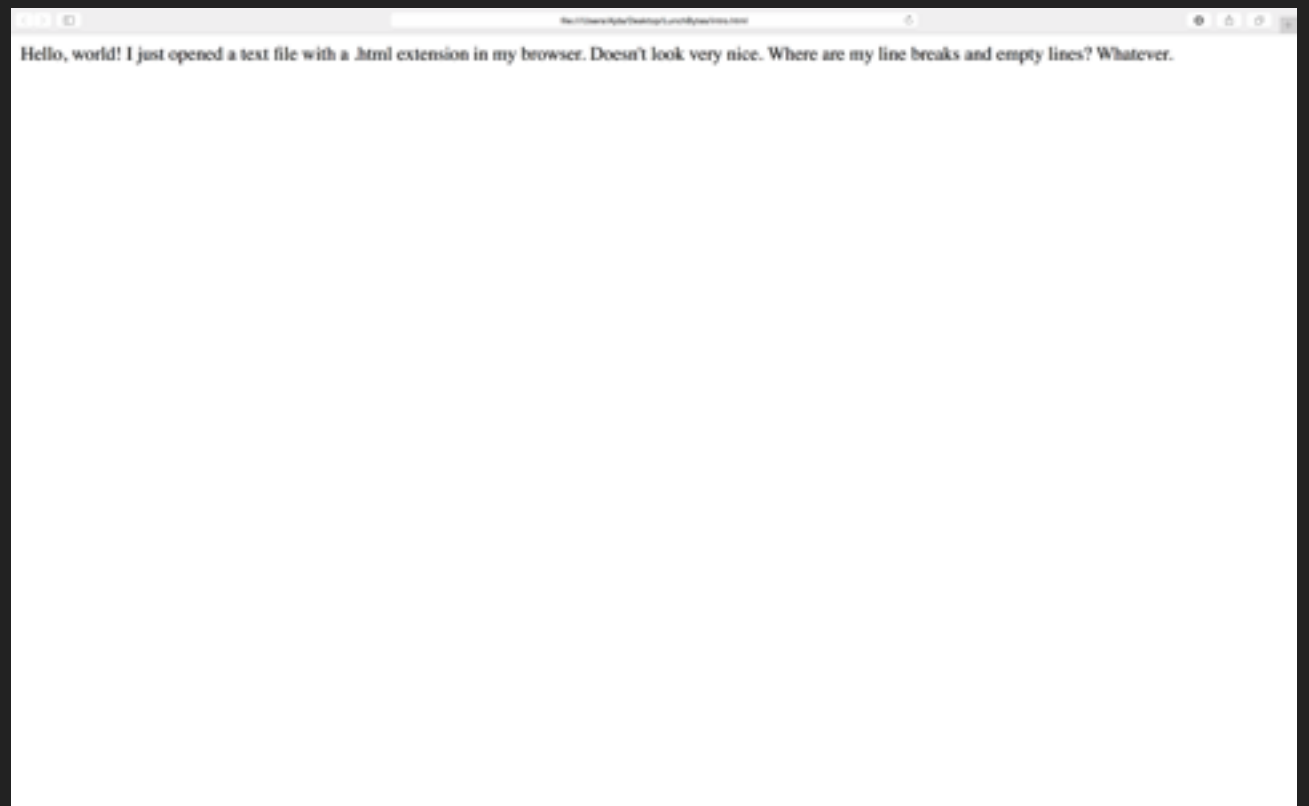 Hello, world! I just opened a text file with a .html extension in my browser. Doesn't look very nice. Where are my line breaks and empty lines? Whatever.